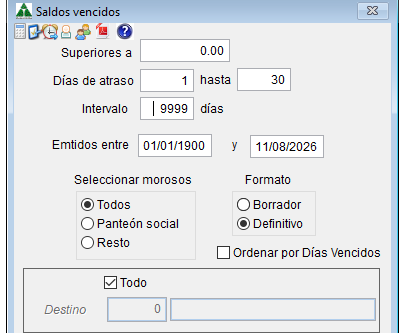 Saldos vencidos
Superiores a 0.00
Días de atraso 1 hasta 30
Intervalo 9999 días
Emtidos entre 01/01/1900 y 11/08/2026
Seleccionar morosos Formato
Todos Borrador
Panteón social Definitivo
Resto
Ordenar por Días Vencidos
Todo
Destino 0